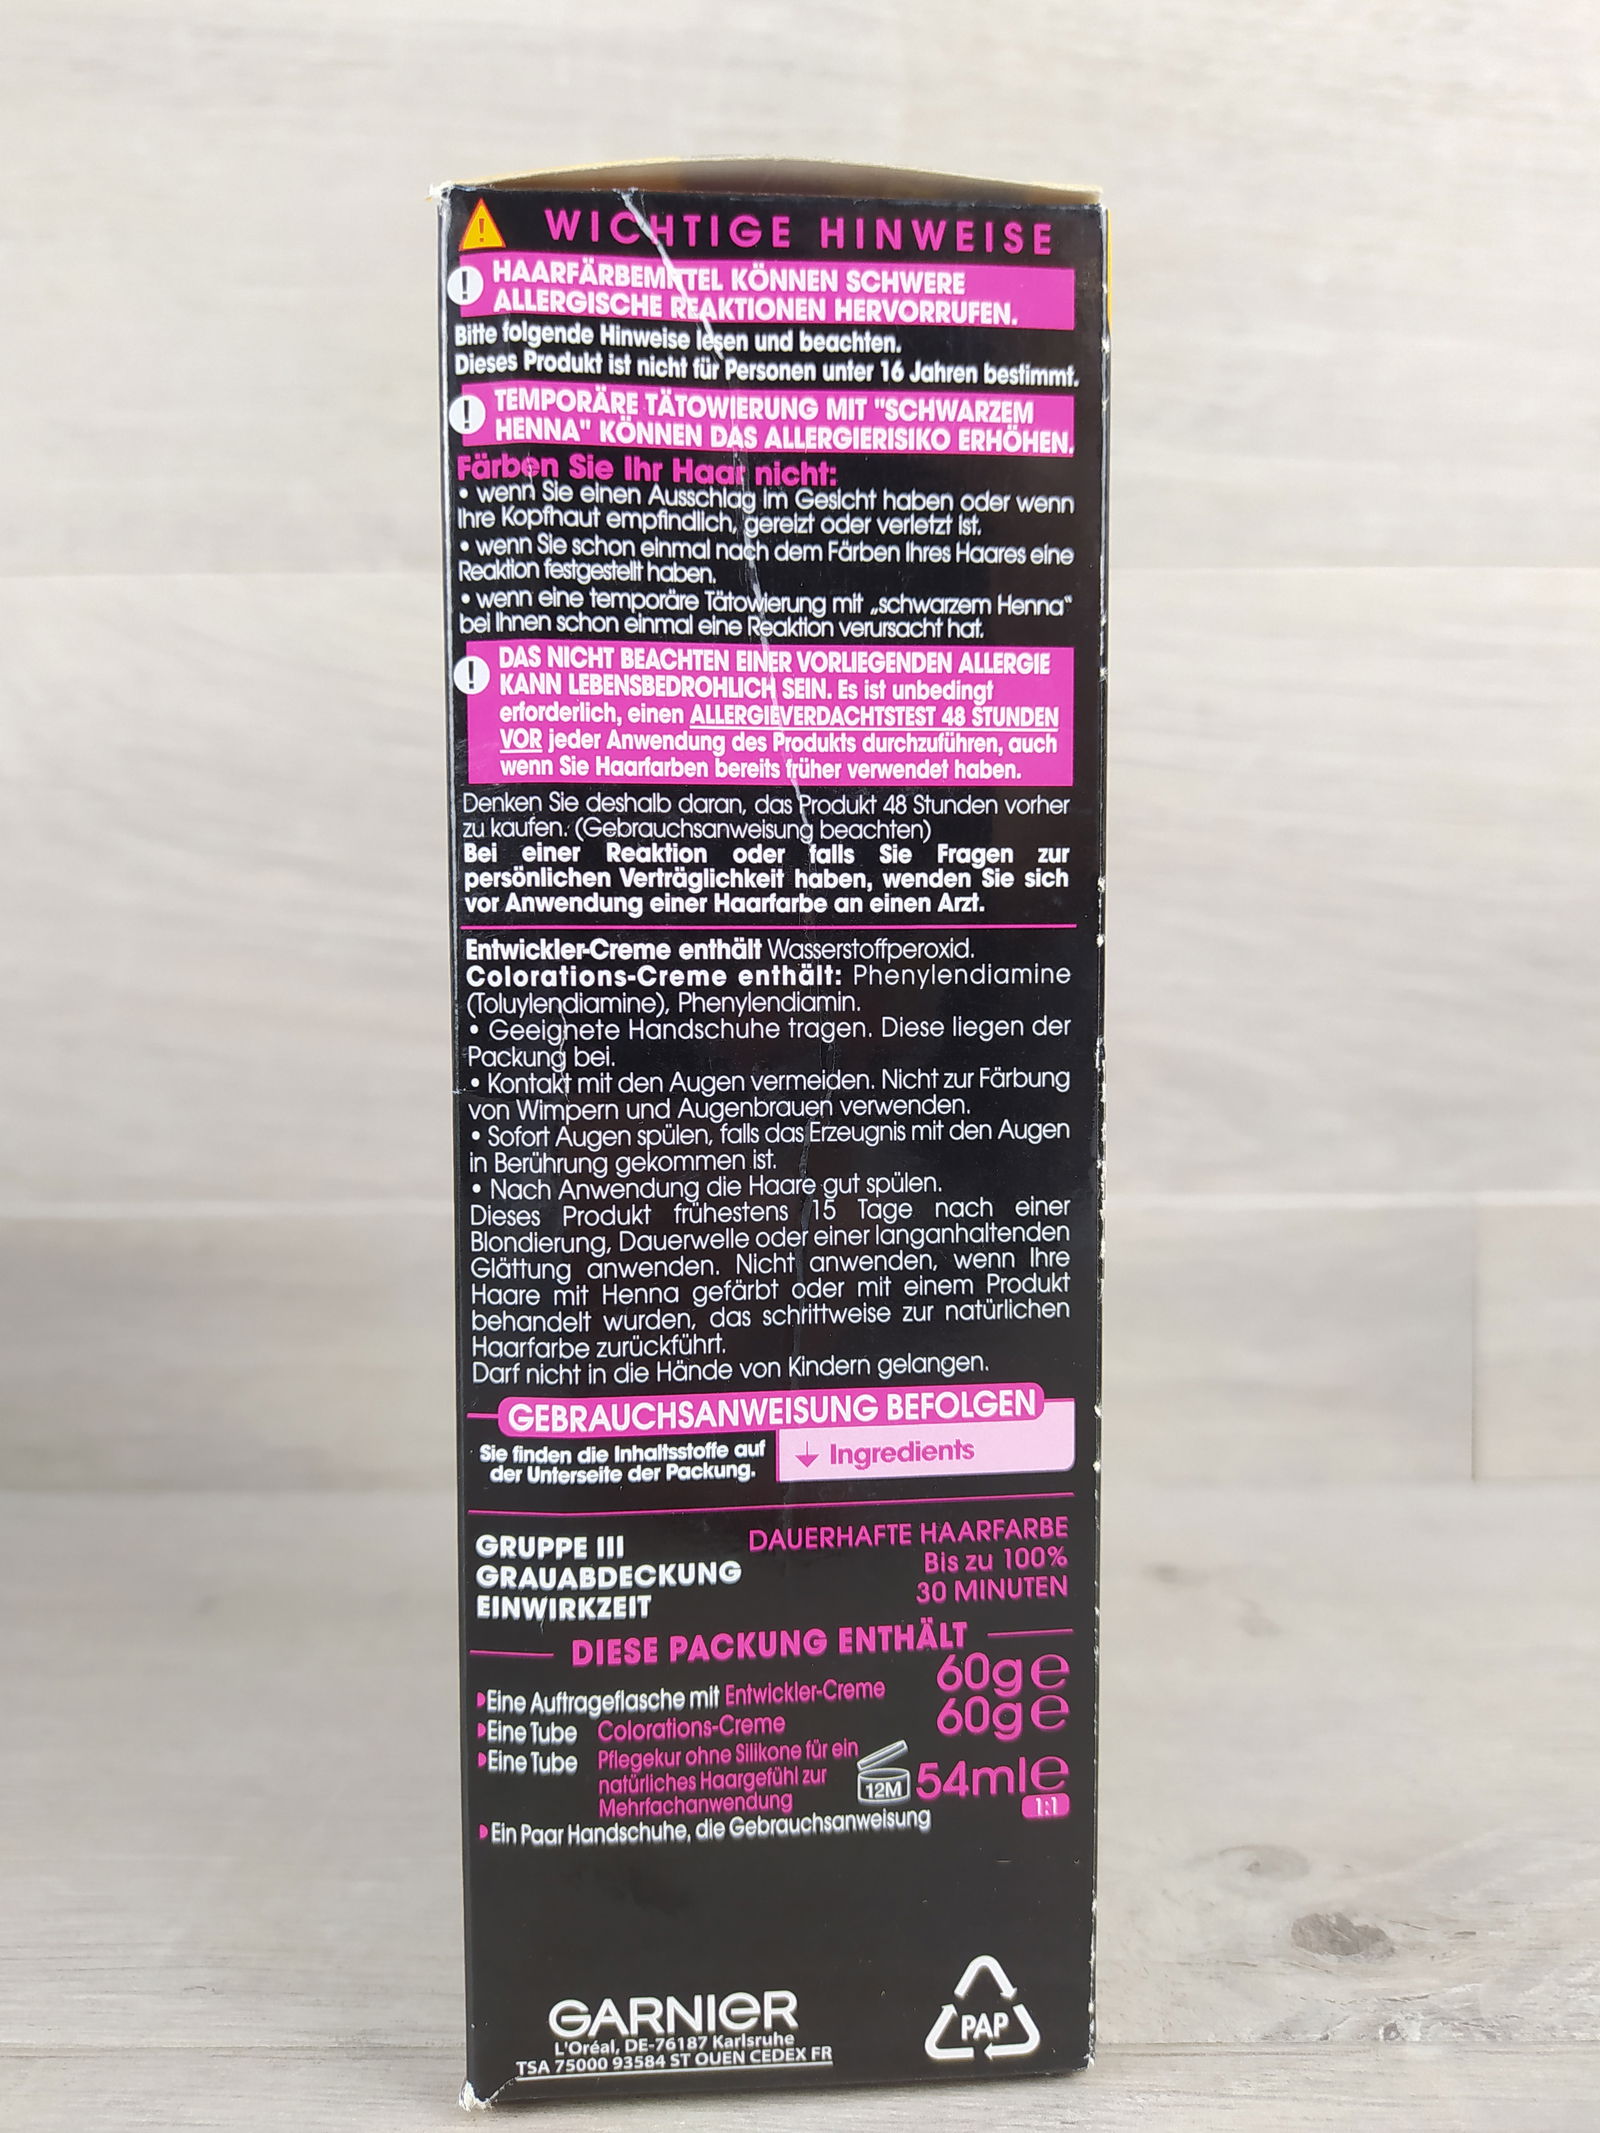 WICHTIGE HINWEISE
HAARFÄRBEMITTEL KÖNNEN SCHWERE
ALLERGISCHE REAKTIONEN HERVORRUFEN.
Bitte folgende Hinweise lesen und beachten.
Dieses Produkt ist nicht für Personen unter 16 Jahren bestimmt.
TEMPORÄRE TÄTOWIERUNG MIT "SCHWARZEM
HENNA" KÖNNEN DAS ALLERGIERISIKO ERHÖHEN.
Färben Sie Ihr Haar nicht:
• wenn Sie einen Ausschlag im Gesicht haben oder wenn
Ihre Kopfhaut empfindlich, gereizt oder verletzt ist.
• wenn Sie schon einmal nach dem Färben Ihres Haares eine
Reaktion festgestellt haben.
• wenn eine temporäre Tätowierung mit „schwarzem Henna"
bei Ihnen schon einmal eine Reaktion verursacht hat.
DAS NICHT BEACHTEN EINER VORLIEGENDEN ALLERGIE
KANN LEBENSBEDROHLICH SEIN. Es ist unbedingt
erforderlich, einen ALLERGIEVERDACHTSTEST 48 STUNDEN
VOR jeder Anwendung des Produkts durchzuführen, auch
wenn Sie Haarfarben bereits früher verwendet haben.
Denken Sie deshalb daran, das Produkt 48 Stunden vorher
zu kaufen. (Gebrauchsanweisung beachten)
Bei einer Reaktion oder falls Sie Fragen zur
persönlichen Verträglichkeit haben, wenden Sie sich
vor Anwendung einer Haarfarbe an einen Arzt.
Entwickler-Creme enthält Wasserstoffperoxid.
Colorations-Creme enthält: Phenylendiamine
(Toluylendiamine), Phenylendiamin.
• Geeignete Handschuhe tragen. Diese liegen der
Packung bei.
• Kontakt mit den Augen vermeiden. Nicht zur Färbung
von Wimpern und Augenbrauen verwenden.
• Sofort Augen spülen, falls das Erzeugnis mit den Augen
in Berührung gekommen ist.
• Nach Anwendung die Haare gut spülen.
Dieses Produkt frühestens 15 Tage nach einer
Blondierung, Dauerwelle oder einer langanhaltenden
Glättung anwenden. Nicht anwenden, wenn Ihre
Haare mit Henna gefärbt oder mit einem Produkt
behandelt wurden, das schrittweise zur natürlichen
Haarfarbe zurückführt.
Darf nicht in die Hände von Kindern gelangen.
GEBRAUCHSANWEISUNG BEFOLGEN
Sie finden die Inhaltsstoffe auf
der Unterseite der Packung.
Ingredients
GRUPPE III DAUERHAFTE HAARFARBE
GRAUABDECKUNG Bis zu 100%
EINWIRKZEIT 30 MINUTEN
DIESE PACKUNG ENTHÄLT
Eine Auftrageflasche mit Entwickler-Creme 60g℮
Eine Tube Colorations-Creme 60g℮
Eine Tube Pflegekur ohne Silikone für ein
natürliches Haargefühl zur
Mehrfachanwendung
12M 54ml℮
1:1
Ein Paar Handschuhe, die Gebrauchsanweisung
GARNIER
L'Oréal, DE-76187 Karlsruhe
TSA 75000 93584 ST OUEN CEDEX FR
PAP